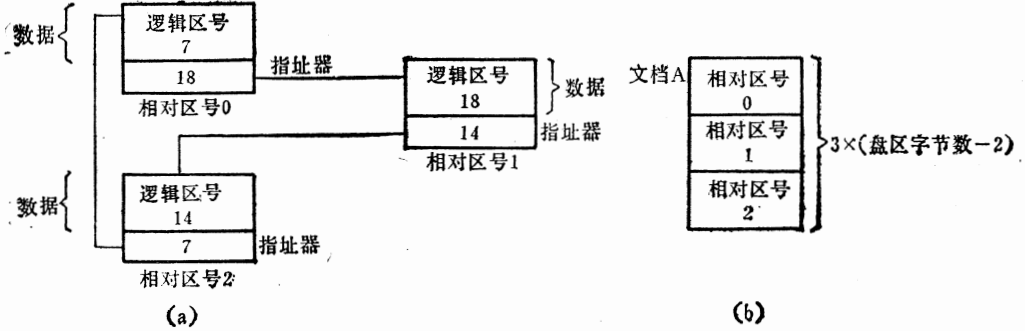 数据
逻辑区号
7
18
指址器
相对区号0
逻辑区号
18
数据
14
指址器
相对区号1
数据
逻辑区号
14
7
指址器
相对区号2
(a)
文档A
相对区号
0
相对区号
1
相对区号
2
3×(盘区字节数-2)
(b)